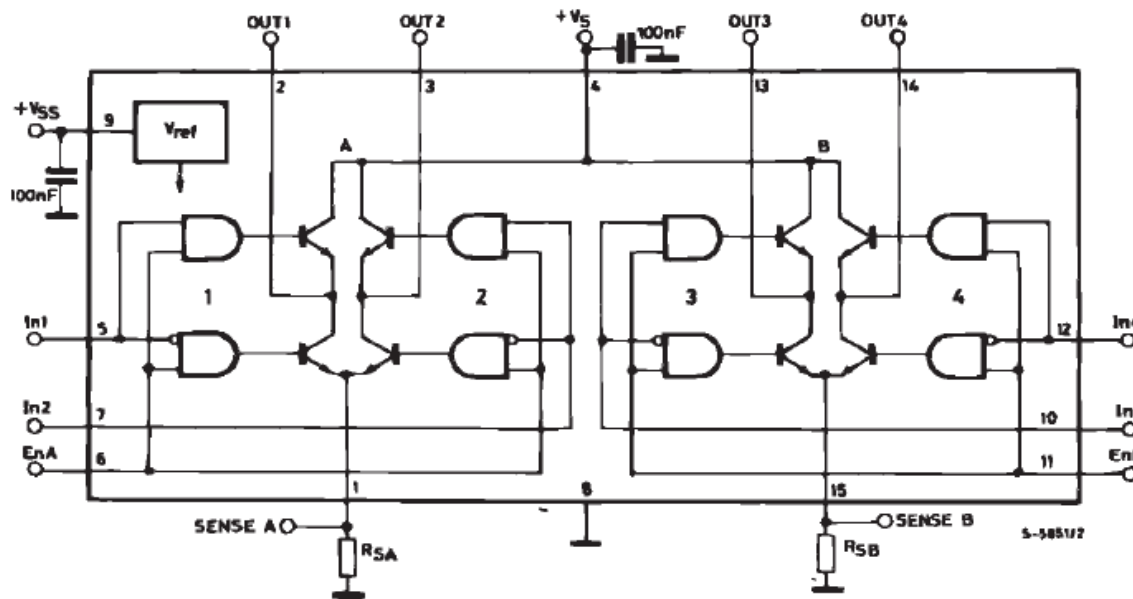 OUT1
OUT2
+VS
100nF
OUT3
OUT4
2
3
4
13
14
+VSS
9
Vref
100nF
A
B
1
2
3
4
In1
5
12
In2
7
10
EnA
6
11
1
8
15
SENSE A
SENSE B
RSA
RSB
S-5851/2